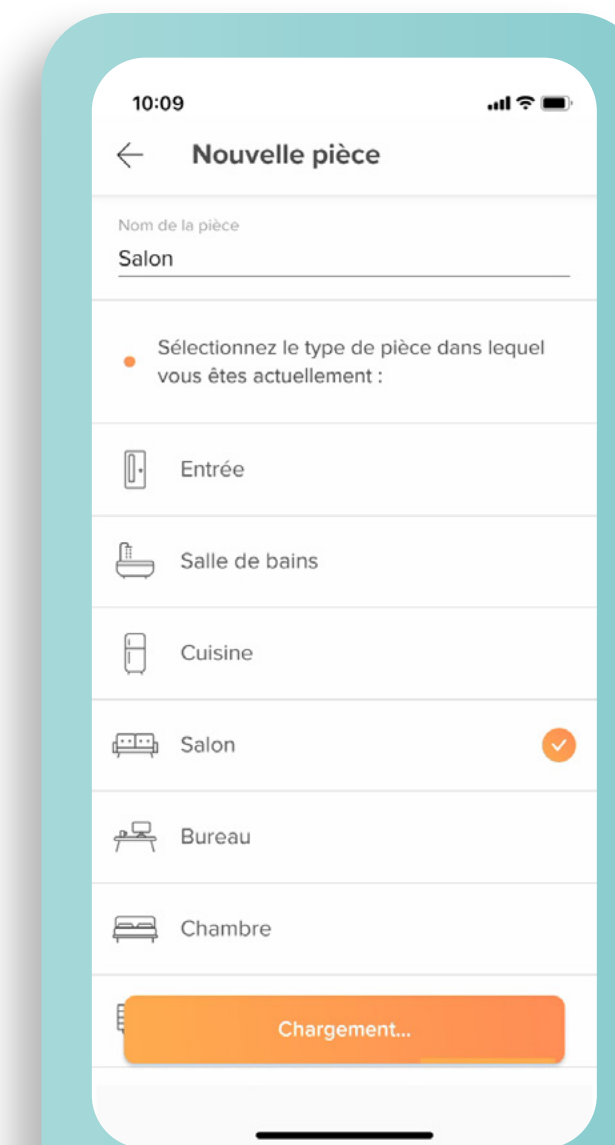 10:09
Nouvelle pièce
Nom de la pièce
Salon
Sélectionnez le type de pièce dans lequel
vous êtes actuellement :
Entrée
Salle de bains
Cuisine
Salon
Bureau
Chambre
Chargement...